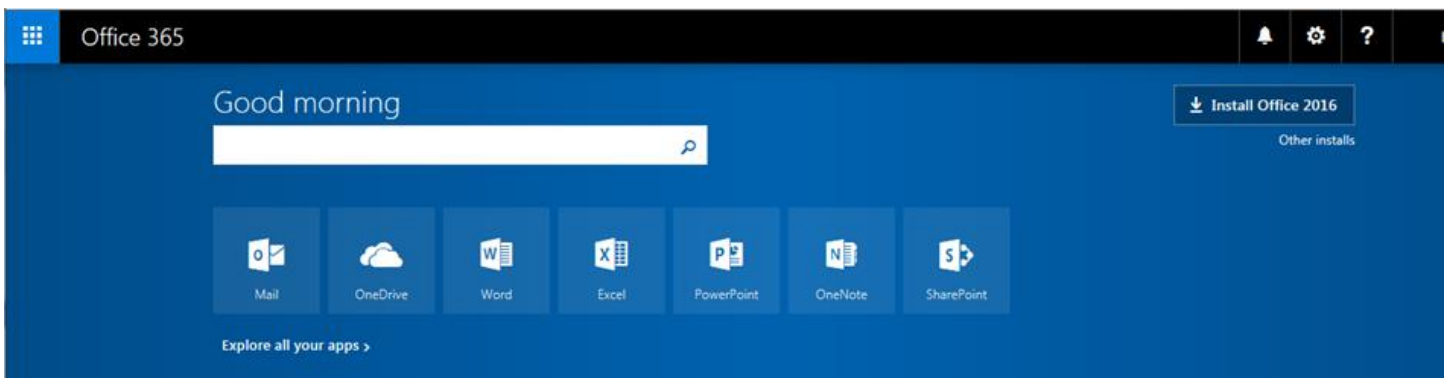 Office 365
?
Good morning
Install Office 2016
Other installs
Mail
OneDrive
Word
Excel
PowerPoint
OneNote
SharePoint
Explore all your apps >